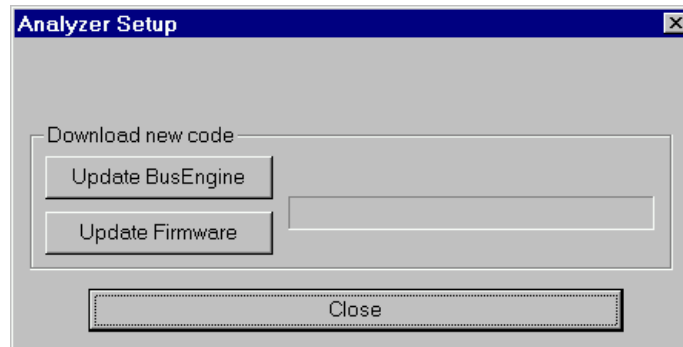 Analyzer Setup
Download new code
Update BusEngine
Update Firmware
Close